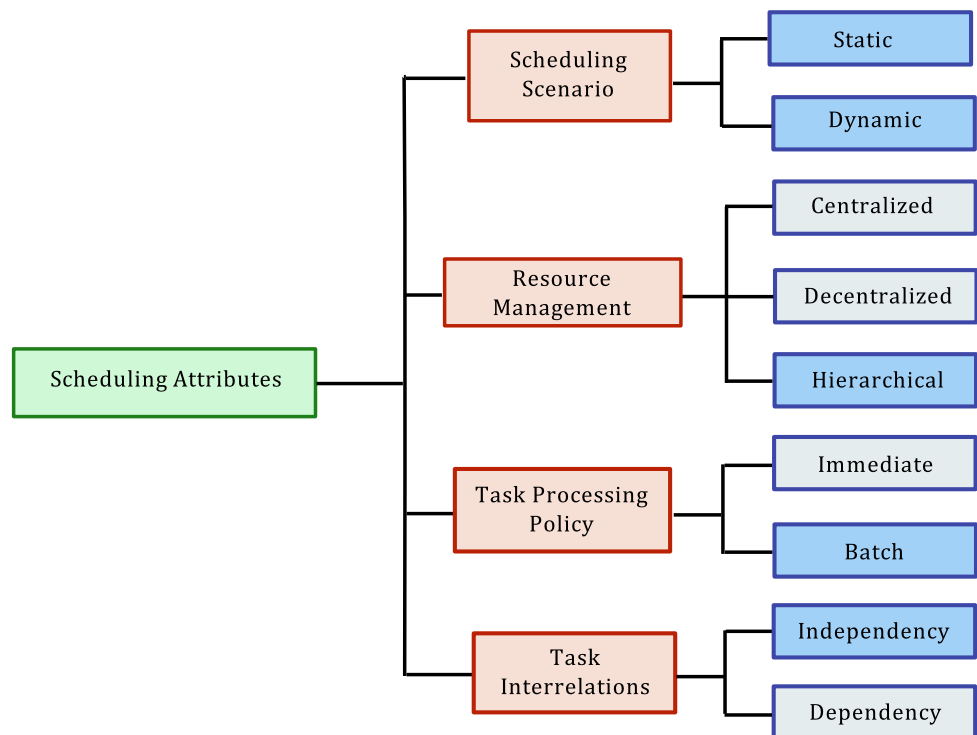 Scheduling Attributes
Scheduling
Scenario
Static
Dynamic
Resource
Management
Centralized
Decentralized
Hierarchical
Task Processing
Policy
Immediate
Batch
Task
Interrelations
Independency
Dependency